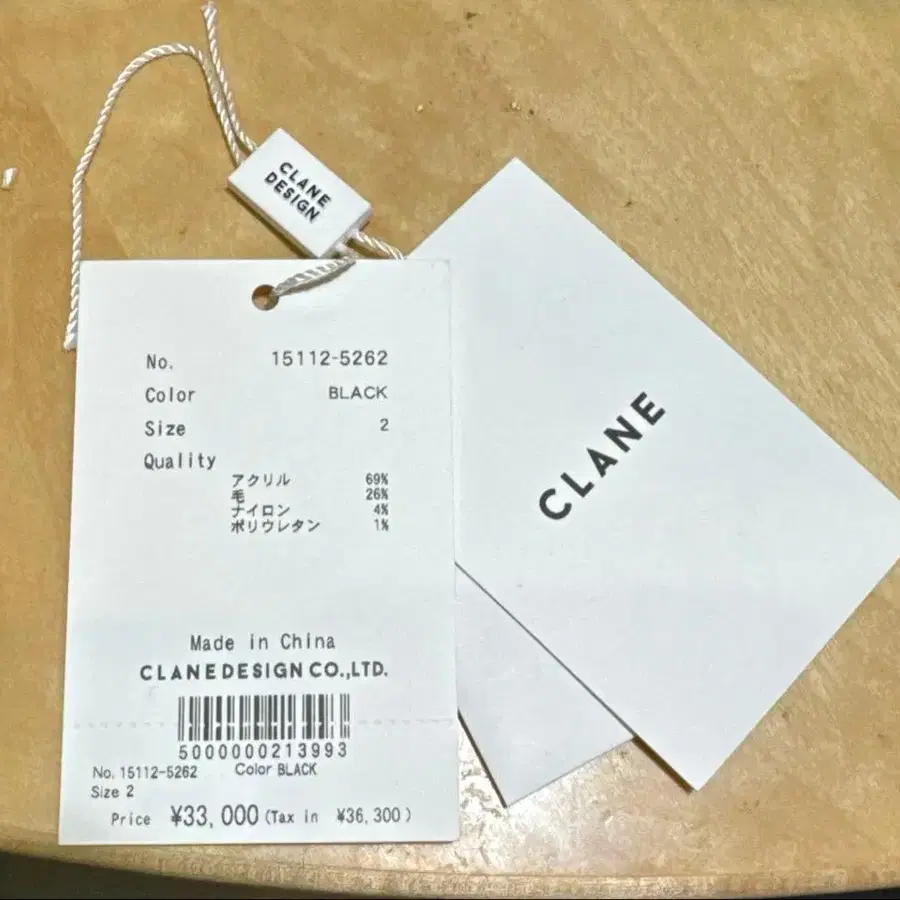 CLANE
DESIGN
No. 15112-5262
Color BLACK
Size 2
Quality
アクリル 69%
毛 26%
ナイロン 4%
ポリウレタン 1%
Made in China
CLANEDESIGN CO.,LTD.
5000000213993
No. 15112-5262 Color BLACK
Size 2
Price ¥33,000 (Tax in ¥36,300)
CLANE